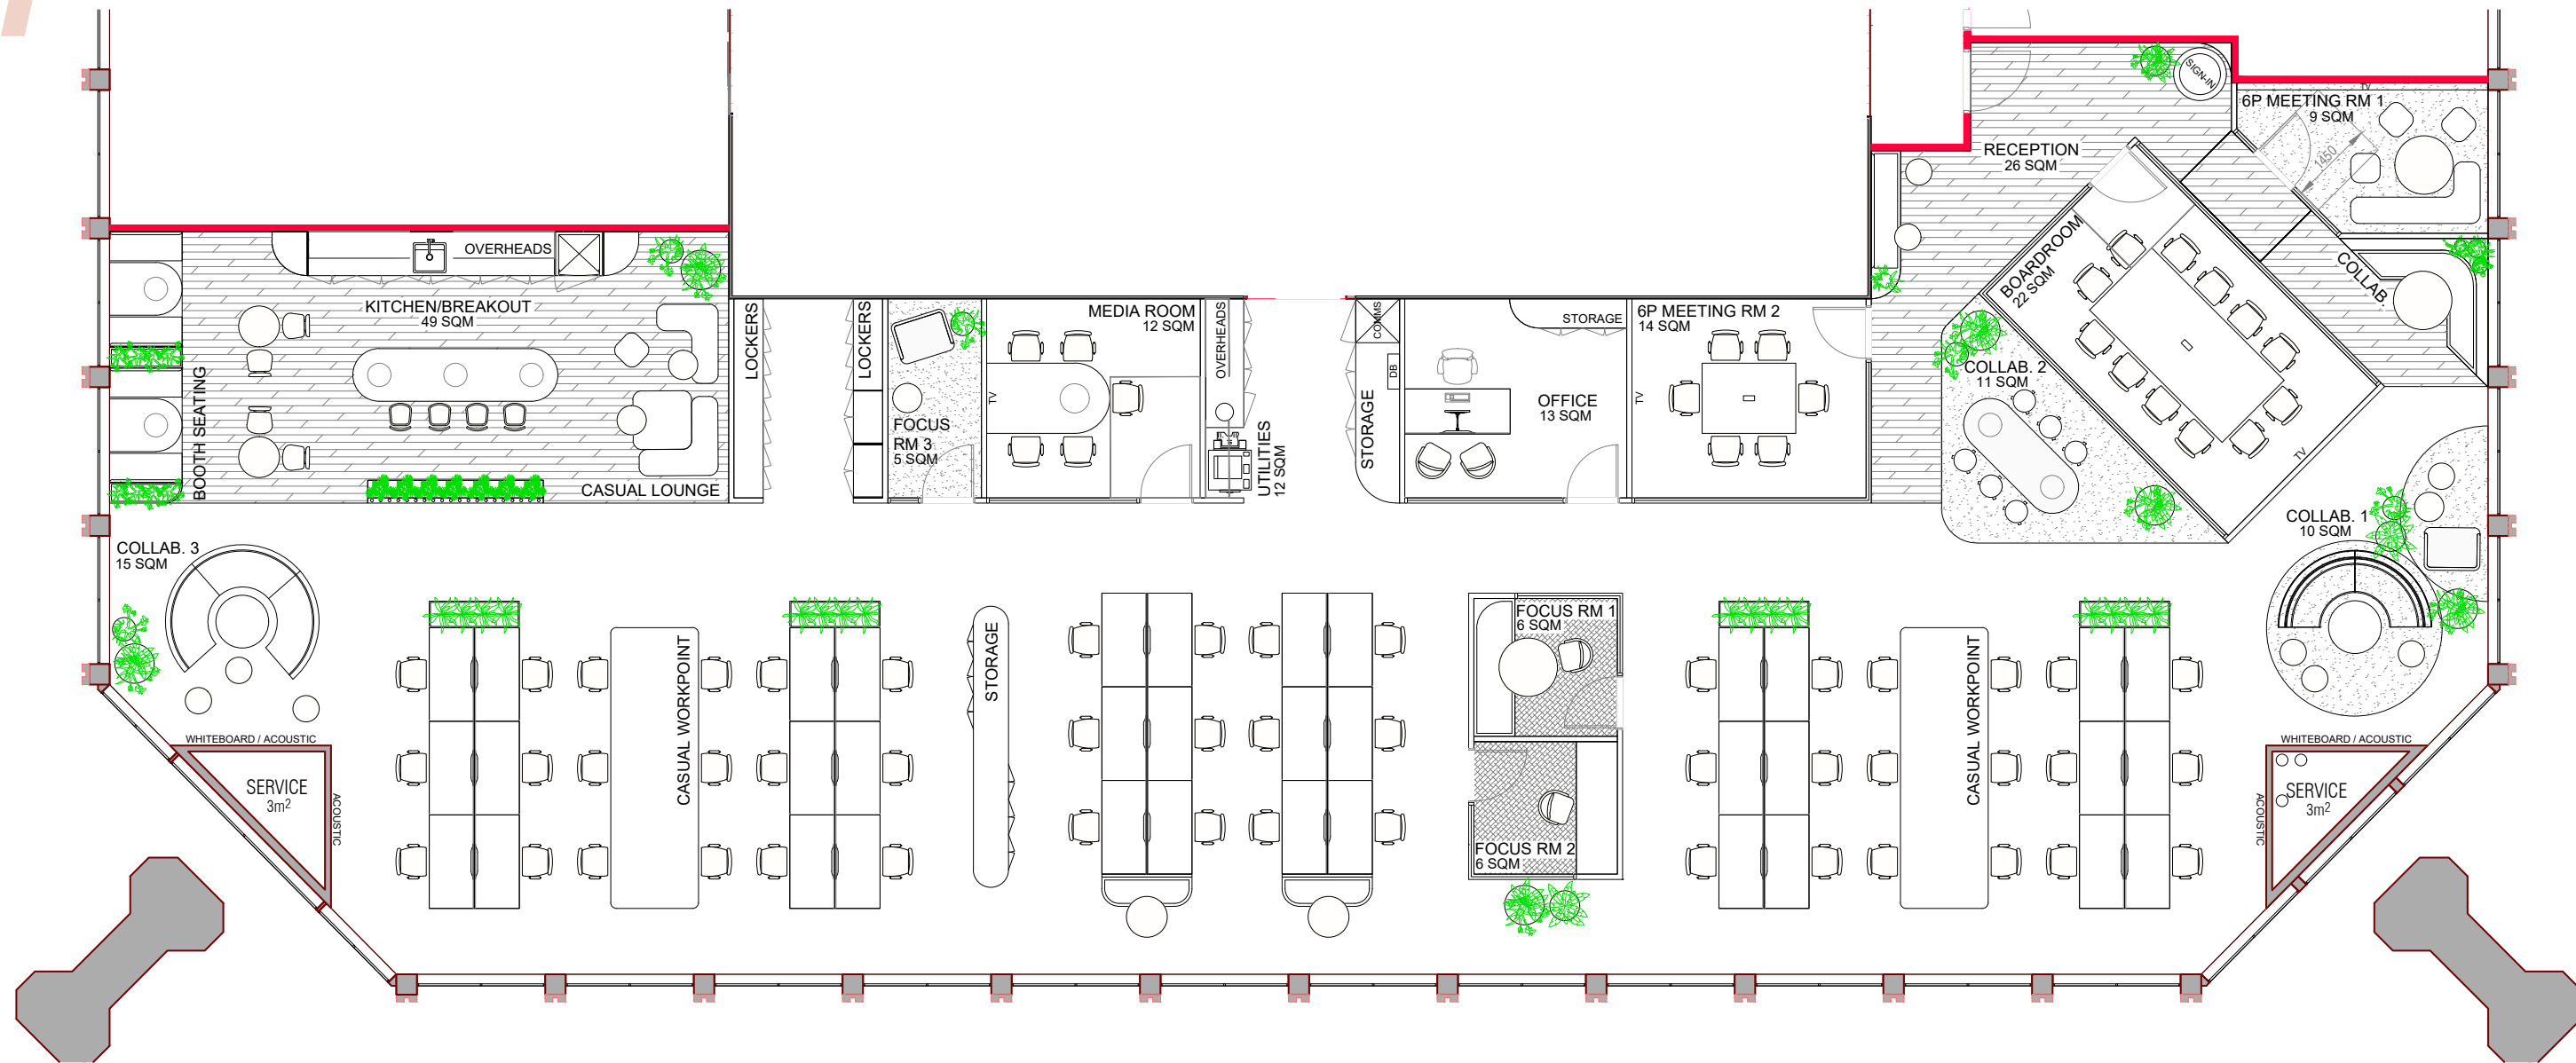 SIGN-IN
TV
6P MEETING RM 1
9 SQM
1450
RECEPTION
26 SQM
BOARDROOM
22 SQM
COLLAB.
TV
OVERHEADS
KITCHEN/BREAKOUT
49 SQM
BOOTH SEATING
CASUAL LOUNGE
LOCKERS
LOCKERS
FOCUS
RM 3
5 SQM
MEDIA ROOM
12 SQM
TV
OVERHEADS
UTILITIES
12 SQM
COMMS
DB
STORAGE
STORAGE
OFFICE
13 SQM
6P MEETING RM 2
14 SQM
TV
COLLAB. 2
11 SQM
COLLAB. 1
10 SQM
COLLAB. 3
15 SQM
WHITEBOARD / ACOUSTIC
SERVICE
3m²
ACOUSTIC
CASUAL WORKPOINT
STORAGE
FOCUS RM 1
6 SQM
FOCUS RM 2
6 SQM
CASUAL WORKPOINT
WHITEBOARD / ACOUSTIC
SERVICE
3m²
ACOUSTIC